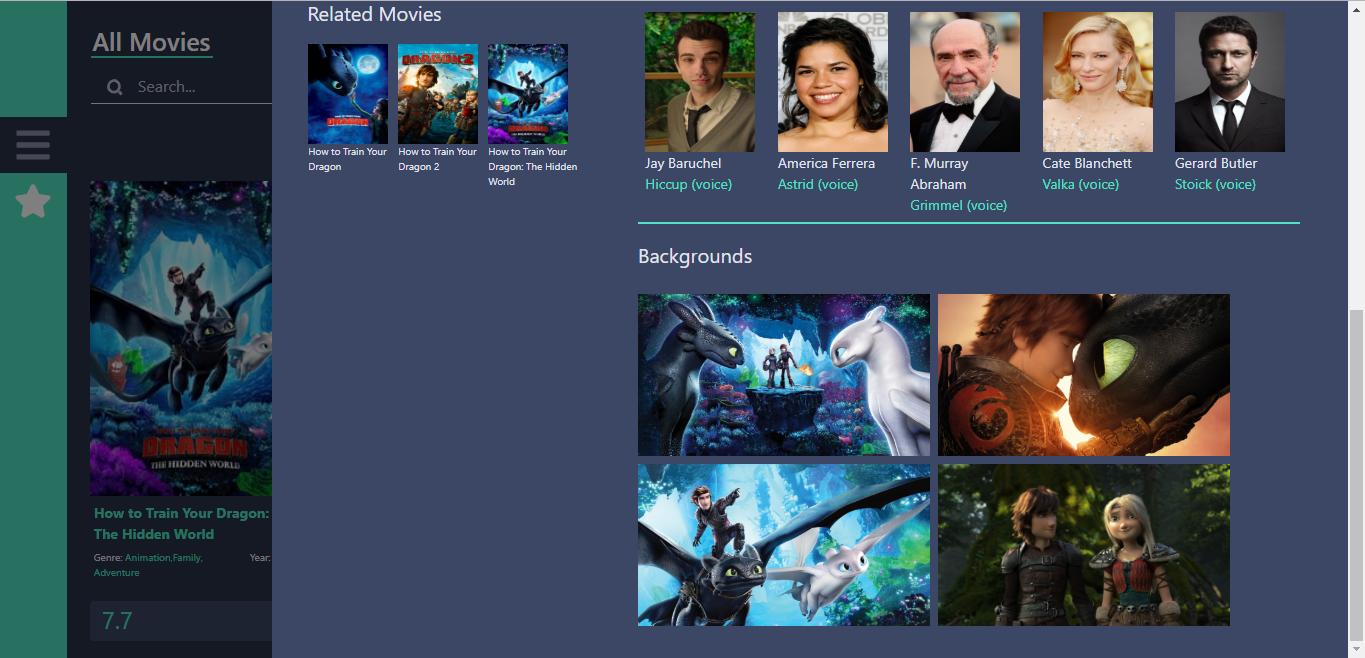 All Movies
Search...
How to Train Your Dragon:
The Hidden World
Genre: Animation,Family,
Adventure
Year:
7.7
DRAGON
THE HIDDEN WORLD
Related Movies
DRAGON
DRAGON 2
How to Train Your
Dragon
How to Train Your
Dragon 2
How to Train Your
Dragon: The Hidden
World
Jay Baruchel
Hiccup (voice)
America Ferrera
Astrid (voice)
F. Murray
Abraham
Grimmel (voice)
Cate Blanchett
Valka (voice)
Gerard Butler
Stoick (voice)
Backgrounds